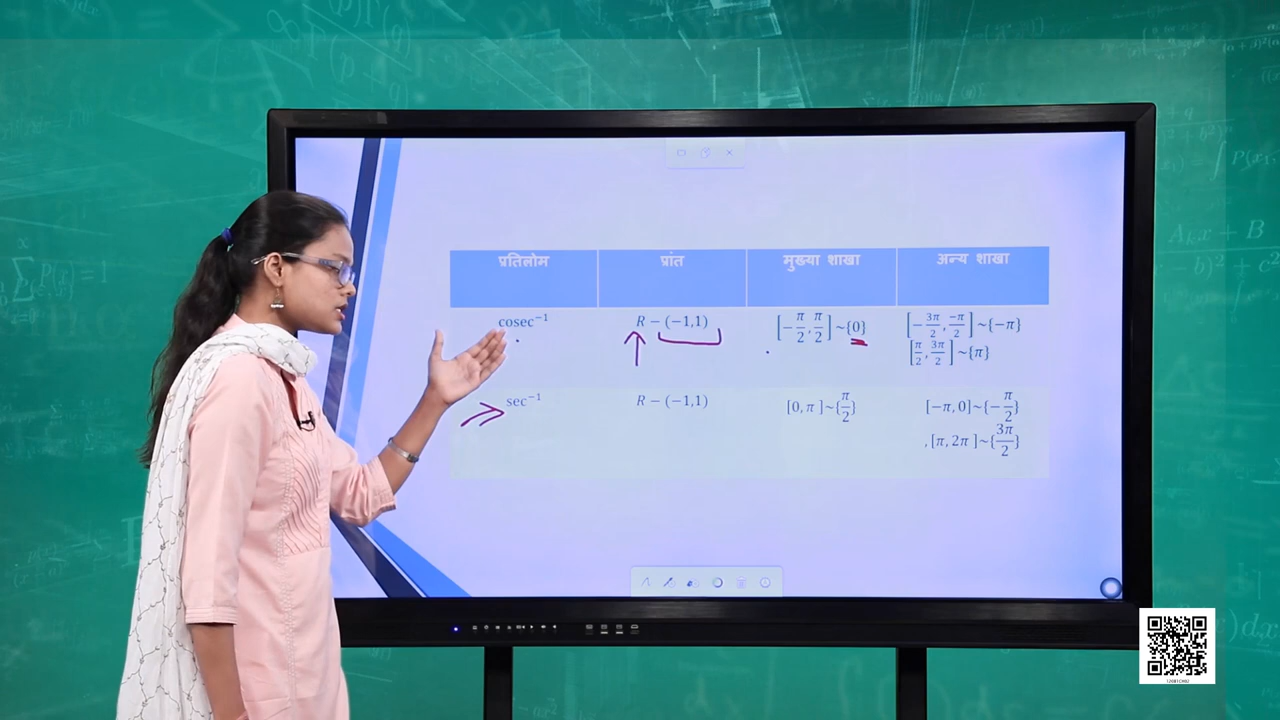 प्रतिलोम प्रांत मुख्या शाखा अन्य शाखा
cosec⁻¹ R − (−1,1) [−π/2, π/2] ~{0} [−3π/2, −π/2] ~{−π}
[π/2, 3π/2] ~{π}
sec⁻¹ R − (−1,1) [0, π ]~{π/2} [−π, 0]~{−π/2}
, [π, 2π ]~{3π/2}
12081CH02